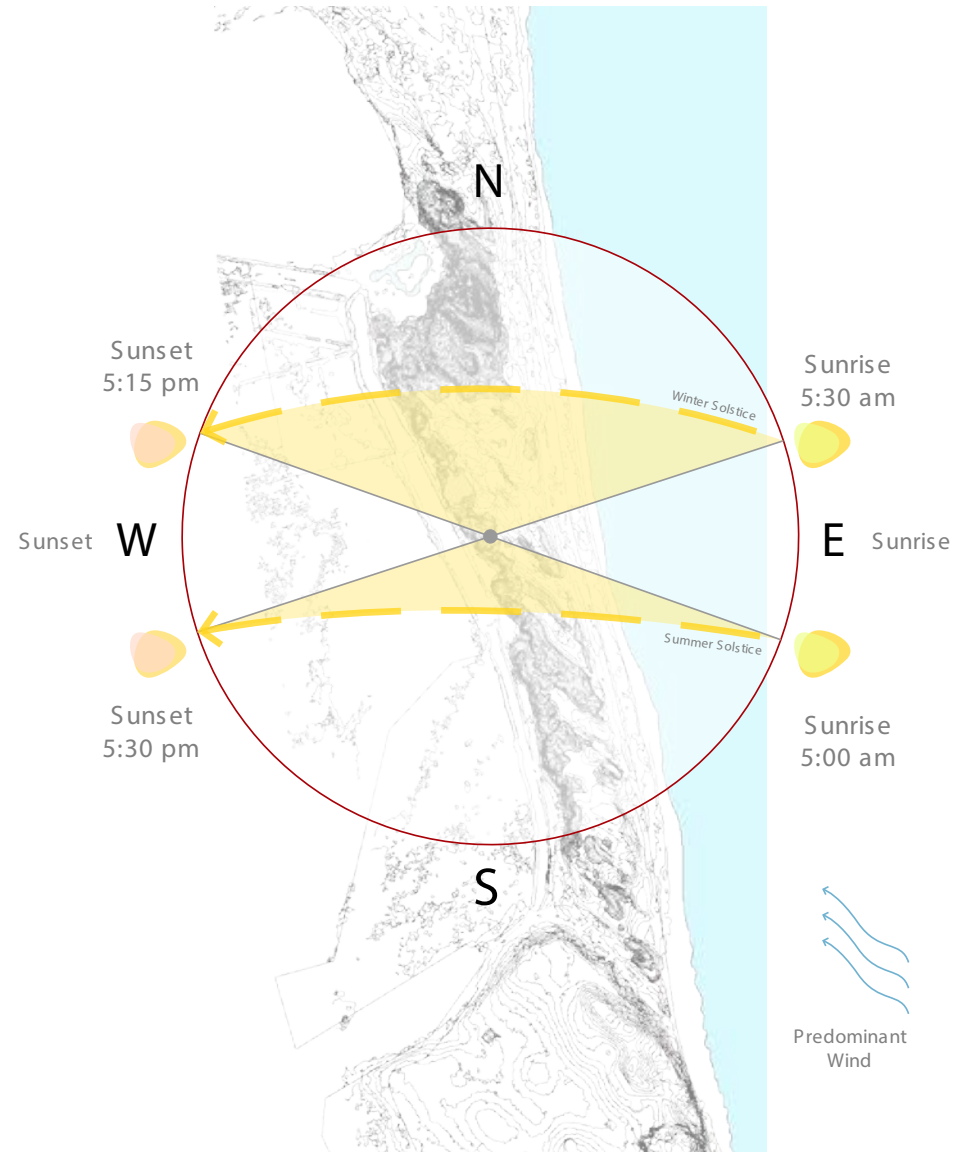 N
Sunset
5:15 pm
Sunrise
5:30 am
Winter Solstice
Sunset
W
E
Sunrise
Summer Solstice
Sunset
5:30 pm
Sunrise
5:00 am
S
Predominant
Wind